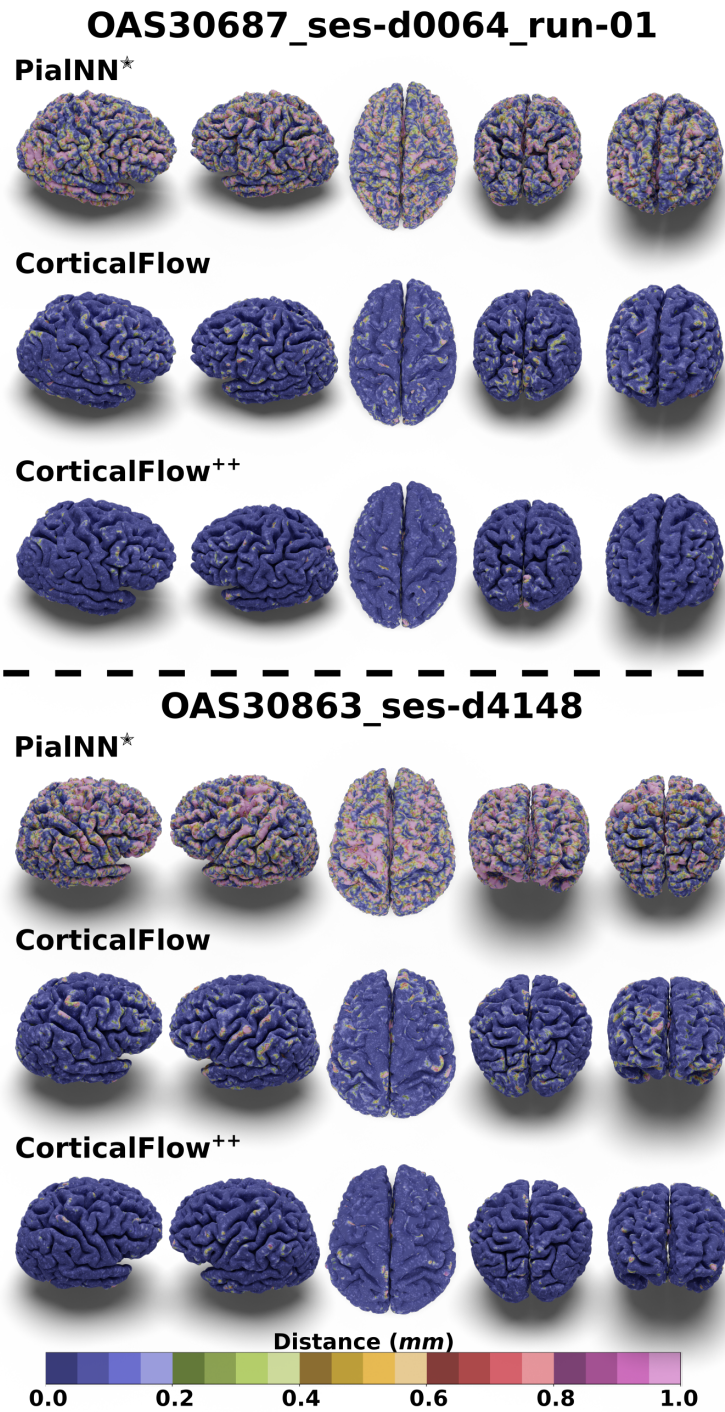 OAS30687_ses-d0064_run-01
PialNN*
CorticalFlow
CorticalFlow++
OAS30863_ses-d4148
PialNN*
CorticalFlow
CorticalFlow++
Distance (mm)
0.0 0.2 0.4 0.6 0.8 1.0